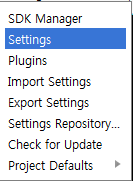 SDK Manager
Settings
Plugins
Import Settings
Export Settings
Settings Repository...
Check for Update
Project Defaults